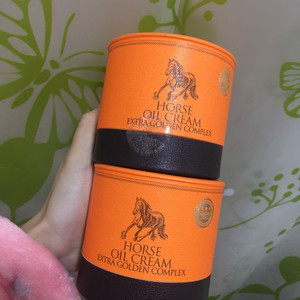 HORSE
OIL CREAM
EXTRA GOLDEN COMPLEX
HORSE
OIL CREAM
EXTRA GOLDEN COMPLEX